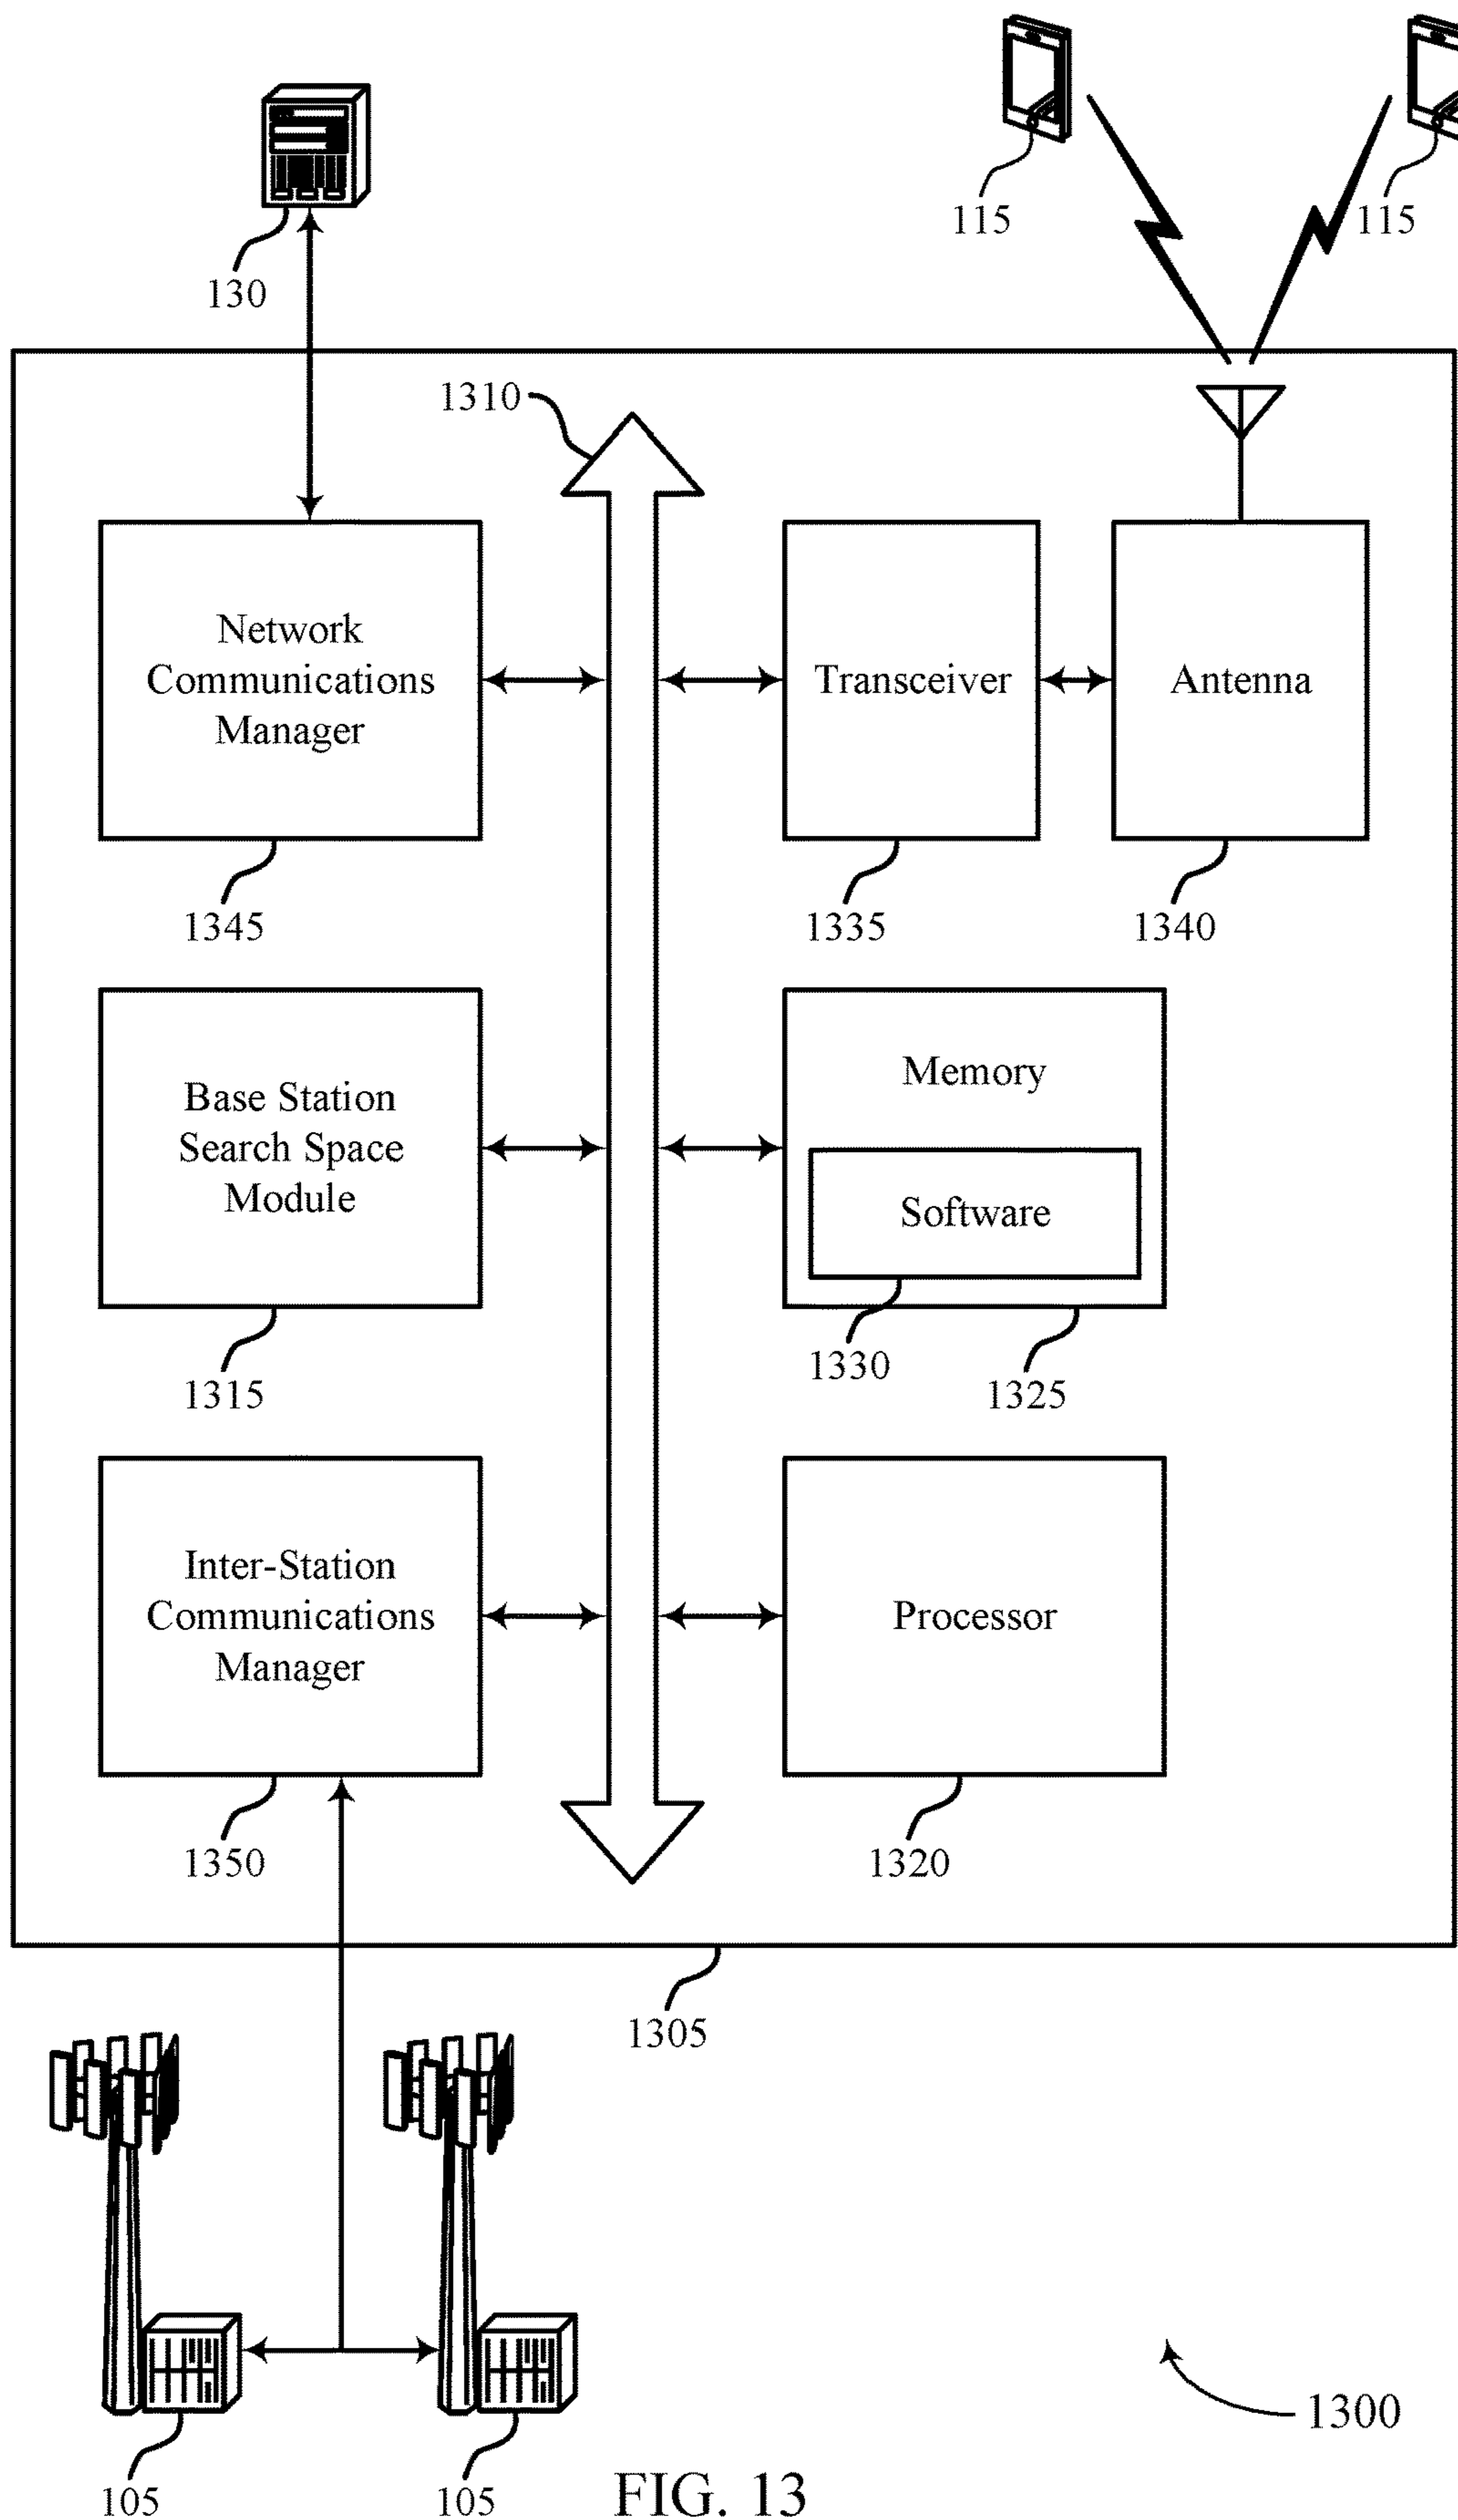 115
115
130
1310
Network
Communications
Manager
Transceiver
Antenna
1345
1335
1340
Base Station
Search Space
Module
Memory
Software
1315
1330
1325
Inter-Station
Communications
Manager
Processor
1350
1320
1305
1300
105
105
FIG. 13